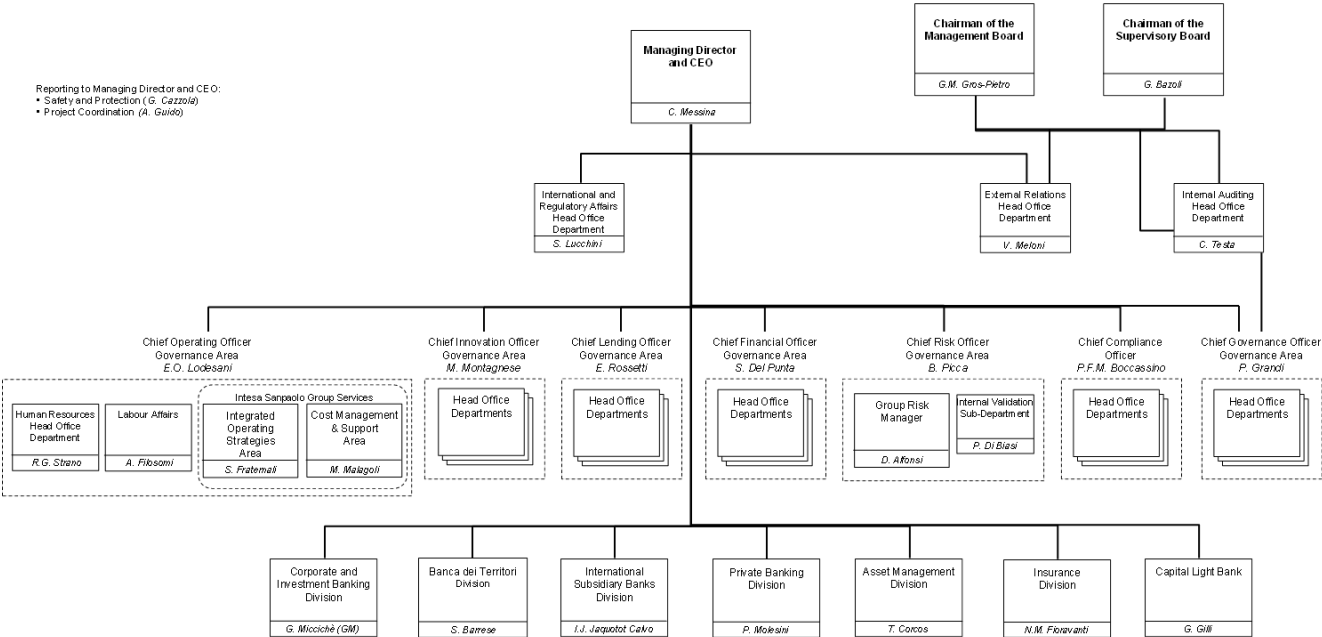 Chairman of the
Management Board
G.M. Gros-Pietro
Chairman of the
Supervisory Board
G. Bazoli
Managing Director
and CEO
C. Messina
Reporting to Managing Director and CEO:
• Safety and Protection (G. Cazzola)
• Project Coordination (A. Guido)
International and
Regulatory Affairs
Head Office
Department
S. Lucchini
External Relations
Head Office
Department
V. Meloni
Internal Auditing
Head Office
Department
C. Testa
Chief Operating Officer
Governance Area
E.O. Lodesani
Chief Innovation Officer
Governance Area
M. Montagnese
Chief Lending Officer
Governance Area
E. Rossetti
Chief Financial Officer
Governance Area
S. Del Punta
Chief Risk Officer
Governance Area
B. Picca
Chief Compliance
Officer
P.F.M. Boccassino
Chief Governance Officer
Governance Area
P. Grandi
Human Resources
Head Office
Department
R.G. Strano
Labour Affairs
A. Filosomi
Intesa Sanpaolo Group Services
Integrated
Operating
Strategies
Area
S. Fraternali
Cost Management
& Support
Area
M. Malagoli
Head Office
Departments
Head Office
Departments
Head Office
Departments
Group Risk
Manager
D. Alfonsi
Internal Validation
Sub-Department
P. Di Biasi
Head Office
Departments
Head Office
Departments
Corporate and
Investment Banking
Division
G. Miccichè (GM)
Banca dei Territori
Division
S. Barrese
International
Subsidiary Banks
Division
I.J. Jaquotot Calvo
Private Banking
Division
P. Molesini
Asset Management
Division
T. Corcos
Insurance
Division
N.M. Fioravanti
Capital Light Bank
G. Gilli